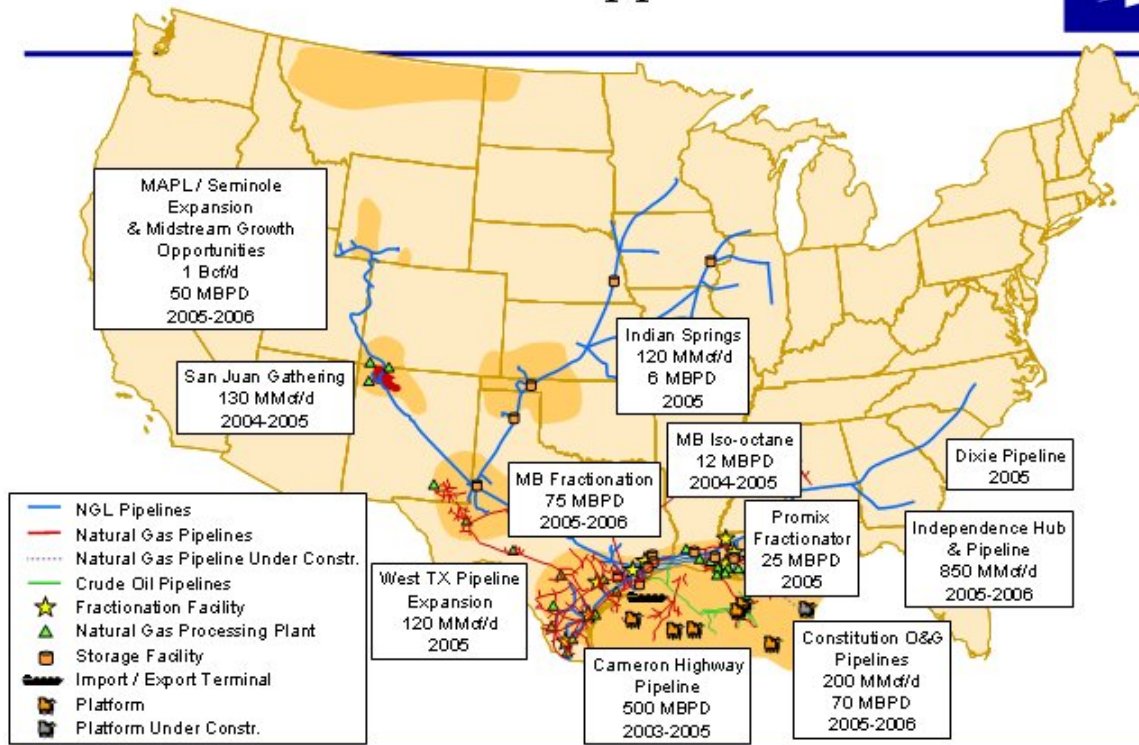 MAPL / Seminole
Expansion
& Midstream Growth
Opportunities
1 Bcf/d
50 MBPD
2005-2006
San Juan Gathering
130 MMcf/d
2004-2005
Indian Springs
120 MMcf/d
6 MBPD
2005
MB Iso-octane
12 MBPD
2004-2005
Dixie Pipeline
2005
MB Fractionation
75 MBPD
2005-2006
Promix
Fractionator
25 MBPD
2005
Independence Hub
& Pipeline
850 MMcf/d
2005-2006
West TX Pipeline
Expansion
120 MMcf/d
2005
Cameron Highway
Pipeline
500 MBPD
2003-2005
Constitution O&G
Pipelines
200 MMcf/d
70 MBPD
2005-2006
NGL Pipelines
Natural Gas Pipelines
Natural Gas Pipeline Under Constr.
Crude Oil Pipelines
Fractionation Facility
Natural Gas Processing Plant
Storage Facility
Import / Export Terminal
Platform
Platform Under Constr.